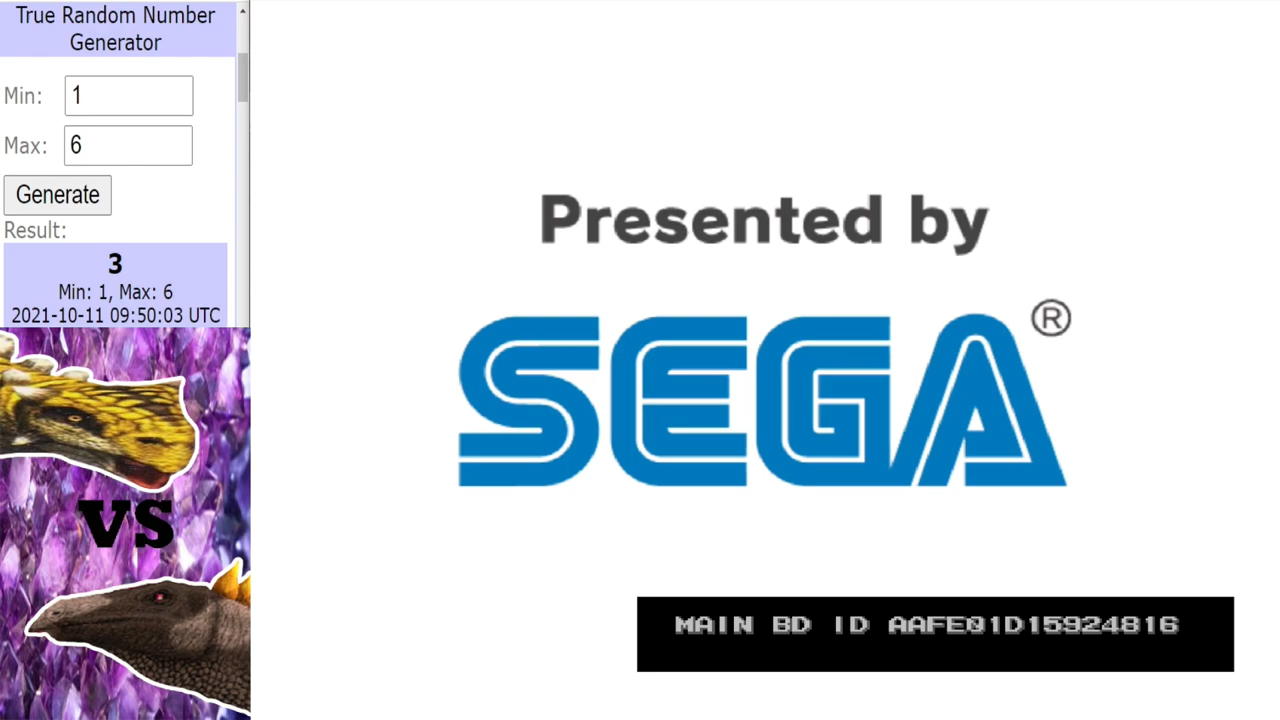 True Random Number
Generator
Min: 1
Max: 6
Generate
Result:
3
Min: 1, Max: 6
2021-10-11 09:50:03 UTC
vs
Presented by
SEGA®
MAIN BD ID AAFE01D15924816